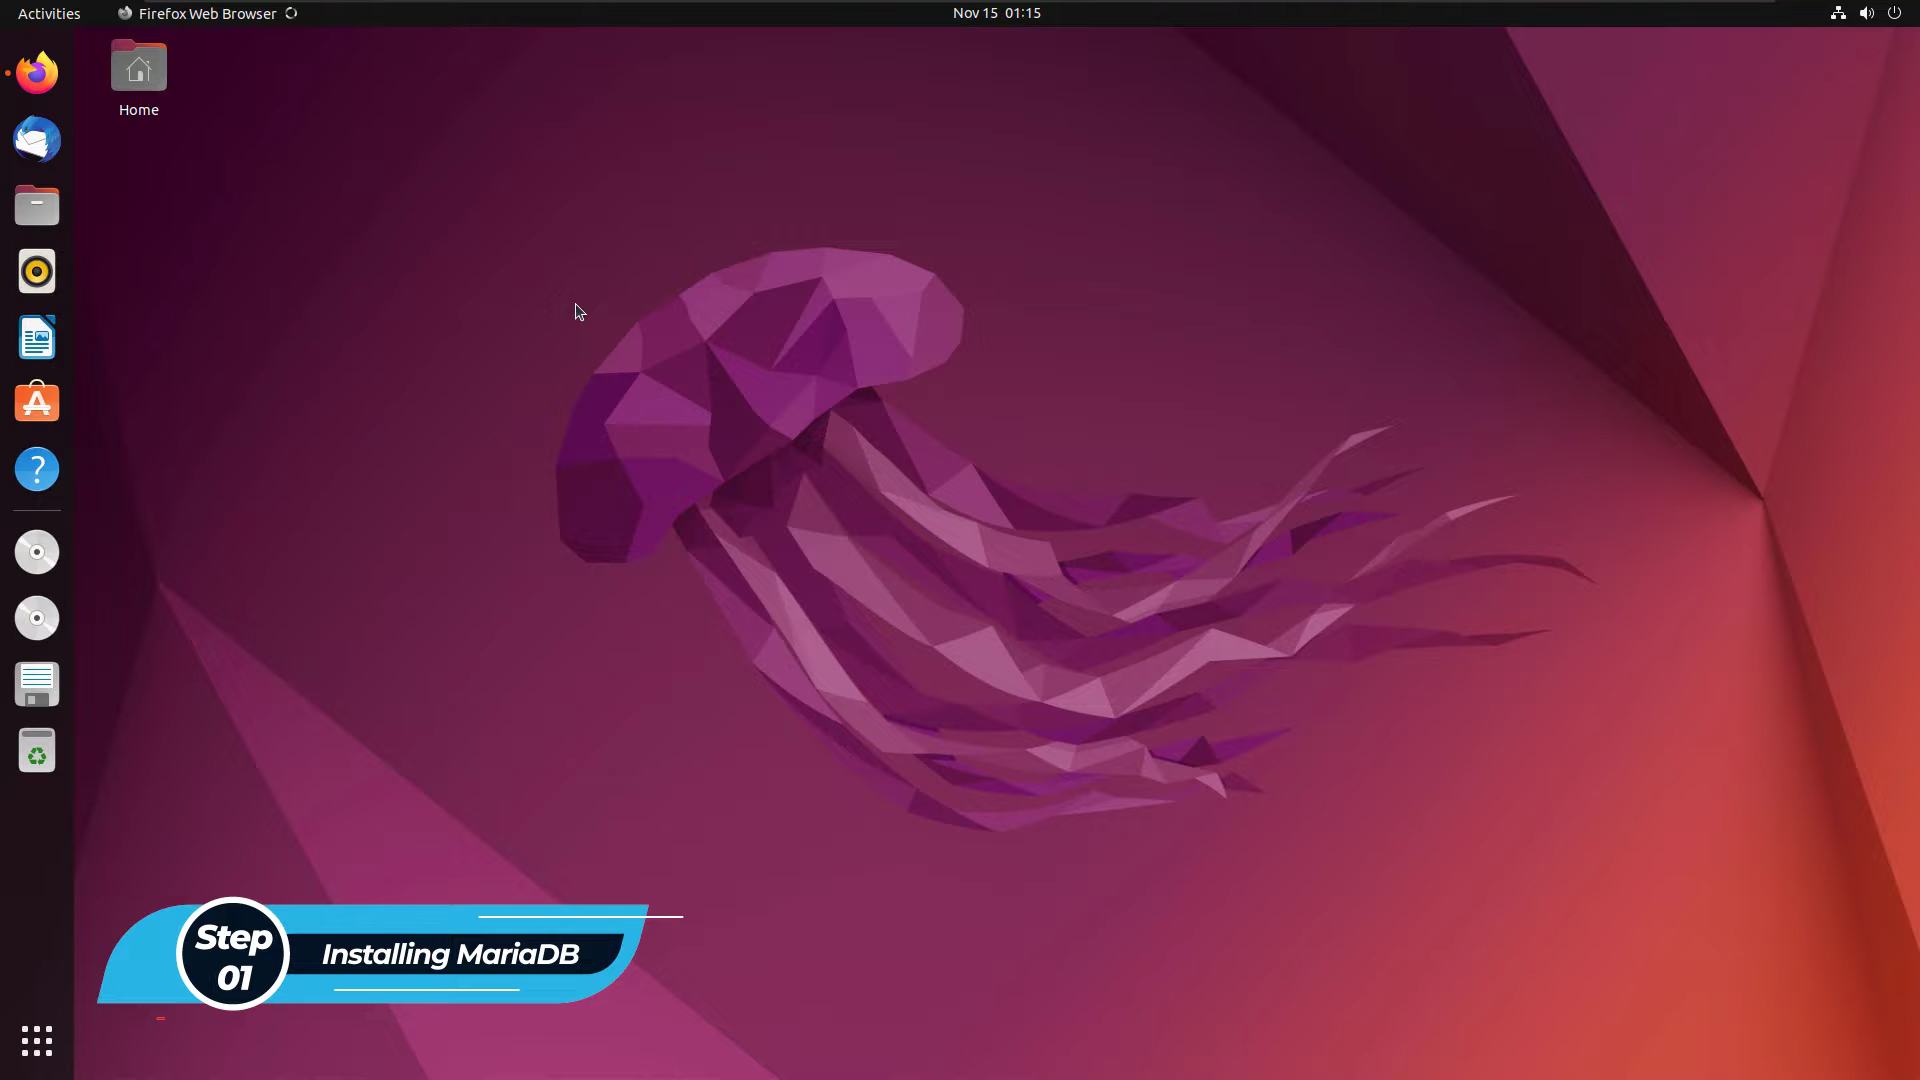 Activities
Firefox Web Browser
Nov 15 01:15
Home
Step
01
Installing MariaDB